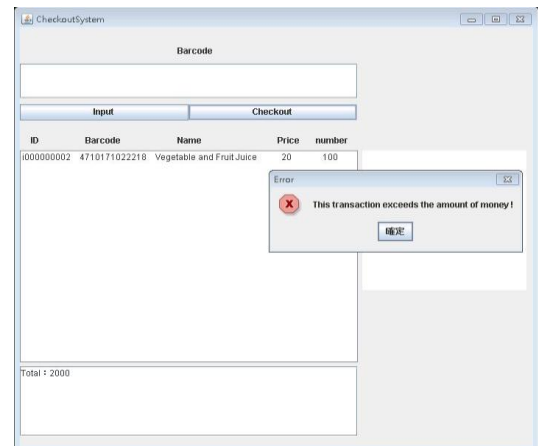 CheckoutSystem
Barcode
Input Checkout
ID Barcode Name Price number
i000000002 4710171022218 Vegetable and Fruit Juice 20 100
Error
This transaction exceeds the amount of money !
確定
Total : 2000